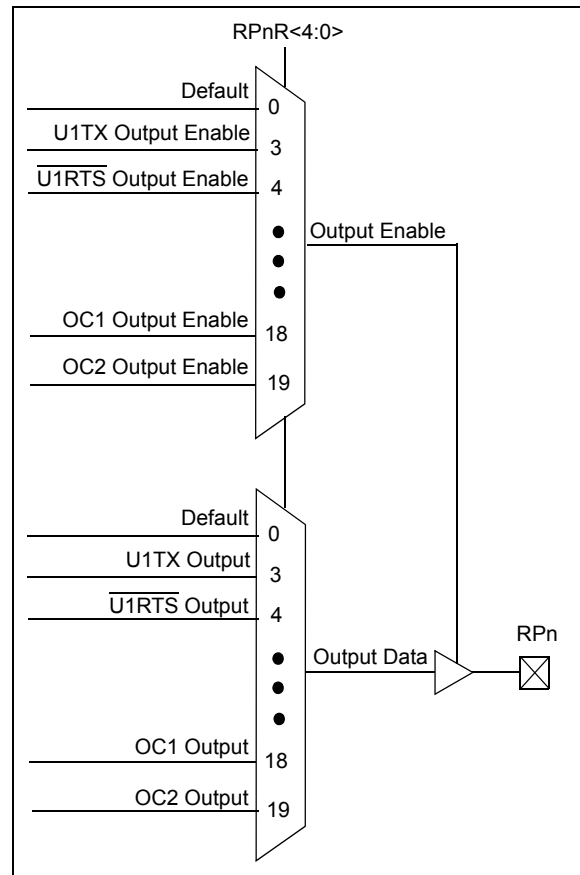 RPnR<4:0>
Default
0
U1TX Output Enable
3
U1RTS Output Enable
4
Output Enable
OC1 Output Enable
18
OC2 Output Enable
19
Default
0
U1TX Output
3
U1RTS Output
4
RPn
Output Data
OC1 Output
18
OC2 Output
19